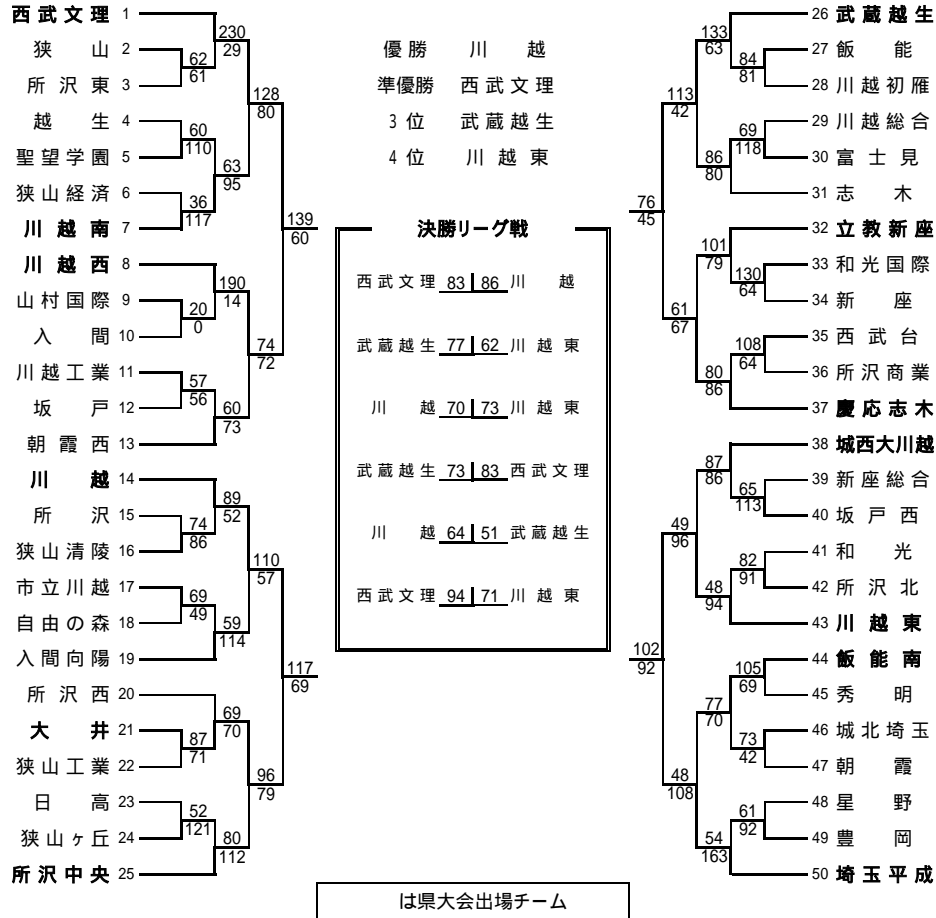 西武文理 1
狭山 2
所沢東 3
越生 4
聖望学園 5
狭山経済 6
川越南 7
川越西 8
山村国際 9
入間 10
川越工業 11
坂戸 12
朝霞西 13
川越 14
所沢 15
狭山清陵 16
市立川越 17
自由の森 18
入間向陽 19
所沢西 20
大井 21
狭山工業 22
日高 23
狭山ヶ丘 24
所沢中央 25
230
29
62
61
128
80
60
110
63
95
36
117
139
60
190
14
20
0
74
72
57
56
60
73
89
52
74
86
110
57
69
49
59
114
117
69
69
70
87
71
96
79
52
121
80
112
優勝 川越
準優勝 西武文理
3位 武蔵越生
4位 川越東
決勝リーグ戦
西武文理 83 86 川越
武蔵越生 77 62 川越東
川越 70 73 川越東
武蔵越生 73 83 西武文理
川越 64 51 武蔵越生
西武文理 94 71 川越東
133
63
84
81
113
42
69
118
86
80
76
45
101
79
130
64
61
67
108
64
80
86
87
86
65
113
49
96
82
91
48
94
102
92
105
69
77
70
73
42
48
108
61
92
54
163
26 武蔵越生
27 飯能
28 川越初雁
29 川越総合
30 富士見
31 志木
32 立教新座
33 和光国際
34 新座
35 西武台
36 所沢商業
37 慶応志木
38 城西大川越
39 新座総合
40 坂戸西
41 和光
42 所沢北
43 川越東
44 飯能南
45 秀明
46 城北埼玉
47 朝霞
48 星野
49 豊岡
50 埼玉平成
は県大会出場チーム